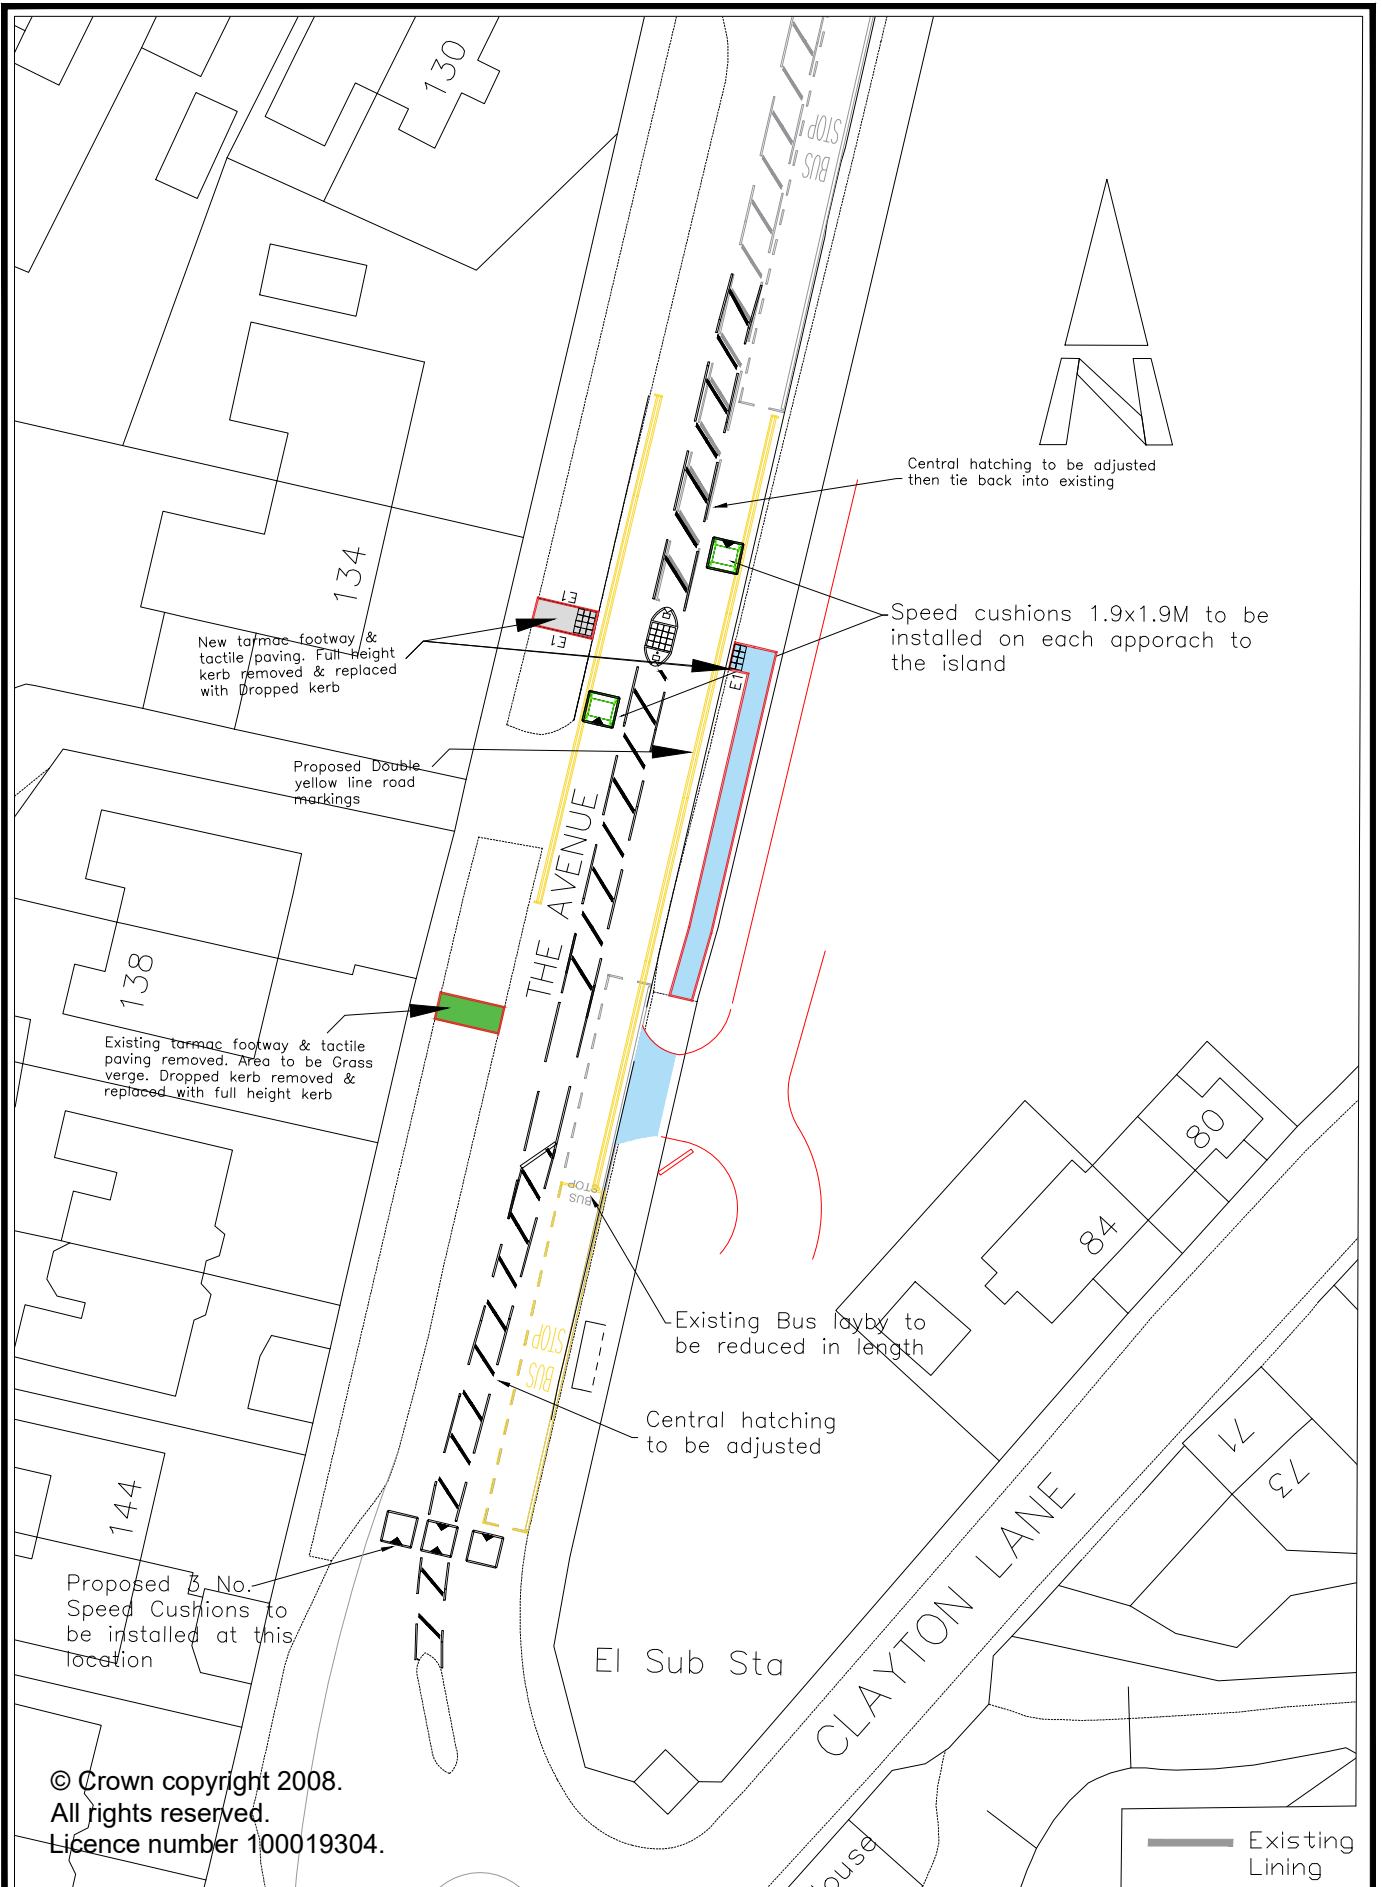 130
BUS
STOP
N
Central hatching to be adjusted
then tie back into existing
134
E1
E1
New tarmac footway &
tactile paving. Full height
kerb removed & replaced
with Dropped kerb
Speed cushions 1.9x1.9M to be
installed on each apporach to
the island
E1
Proposed Double
yellow line road
markings
THE AVENUE
138
Existing tarmac footway & tactile
paving removed. Area to be Grass
verge. Dropped kerb removed &
replaced with full height kerb
80
84
BUS
STOP
Existing Bus layby to
be reduced in length
BUS
STOP
Central hatching
to be adjusted
71
73
144
Proposed 3 No.
Speed Cushions to
be installed at this
location
El Sub Sta
CLAYTON LANE
© Crown copyright 2008.
All rights reserved.
Licence number 100019304.
Existing
Lining